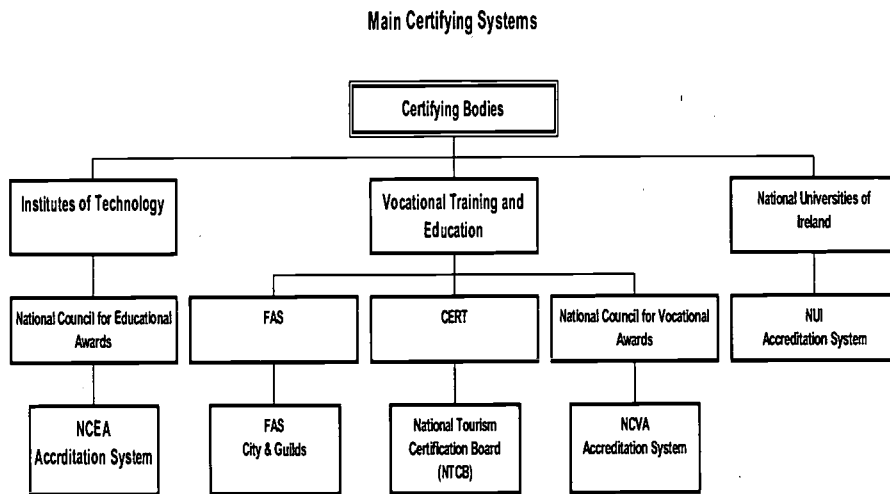 Main Certifying Systems
Certifying Bodies
Institutes of Technology
Vocational Training and
Education
National Universities of
Ireland
National Council for Educational
Awards
FAS
CERT
National Council for Vocational
Awards
NUI
Accreditation System
NCEA
Accrditation System
FAS
City & Guilds
National Tourism
Certification Board
(NTCB)
NCVA
Accreditation System